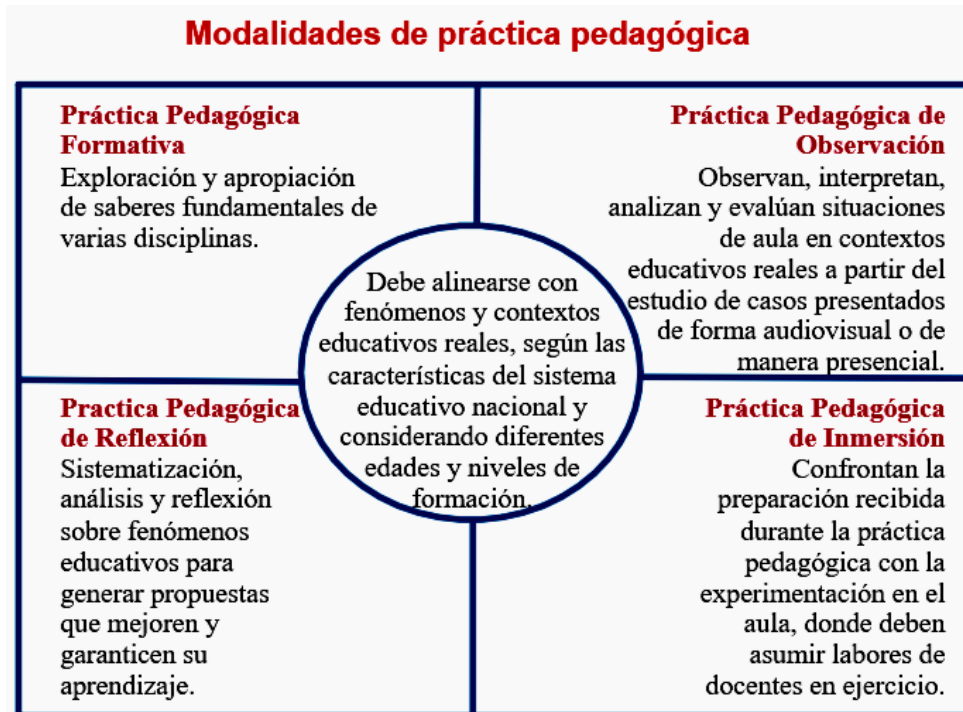 Modalidades de práctica pedagógica
Práctica Pedagógica
Formativa
Exploración y apropiación
de saberes fundamentales de
varias disciplinas.
Práctica Pedagógica de
Observación
Observan, interpretan,
analizan y evalúan situaciones
de aula en contextos
educativos reales a partir del
estudio de casos presentados
de forma audiovisual o de
manera presencial.
Debe alinearse con
fenómenos y contextos
educativos reales, según las
características del sistema
educativo nacional y
considerando diferentes
edades y niveles de
formación.
Practica Pedagógica
de Reflexión
Sistematización,
análisis y reflexión
sobre fenómenos
educativos para
generar propuestas
que mejoren y
garanticen su
aprendizaje.
Práctica Pedagógica
de Inmersión
Confrontan la
preparación recibida
durante la práctica
pedagógica con la
experimentación en el
aula, donde deben
asumir labores de
docentes en ejercicio.